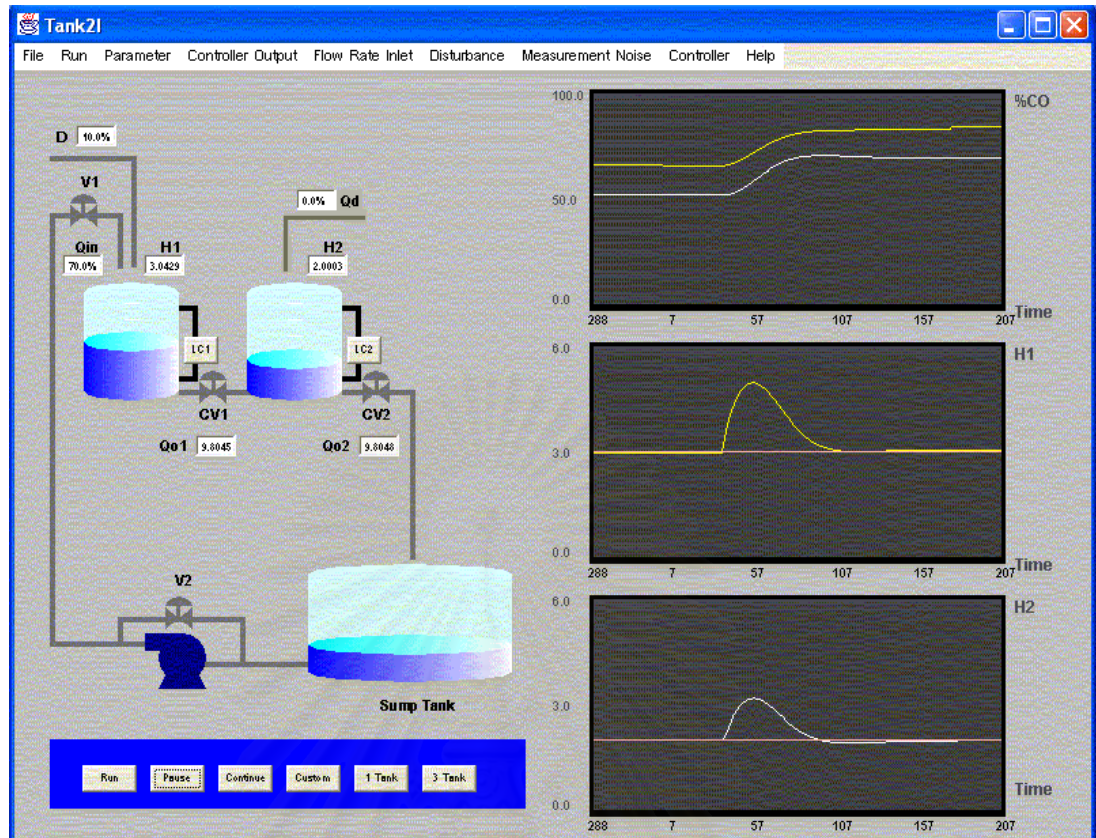 Tank2I
File Run Parameter Controller Output Flow Rate Inlet Disturbance Measurement Noise Controller Help
D 10.0%
V1
0.0% Qd
Qin H1 H2
70.0% 3.0429 2.0003
LC1 LC2
CV1 CV2
Qo1 9.8045 Qo2 9.8048
V2
Sump Tank
Run Pause Continue Custom 1 Tank 3 Tank
100.0 %CO
50.0
0.0 Time
288 7 57 107 157 207
6.0 H1
3.0
0.0 Time
288 7 57 107 157 207
6.0 H2
3.0
0.0 Time
288 7 57 107 157 207